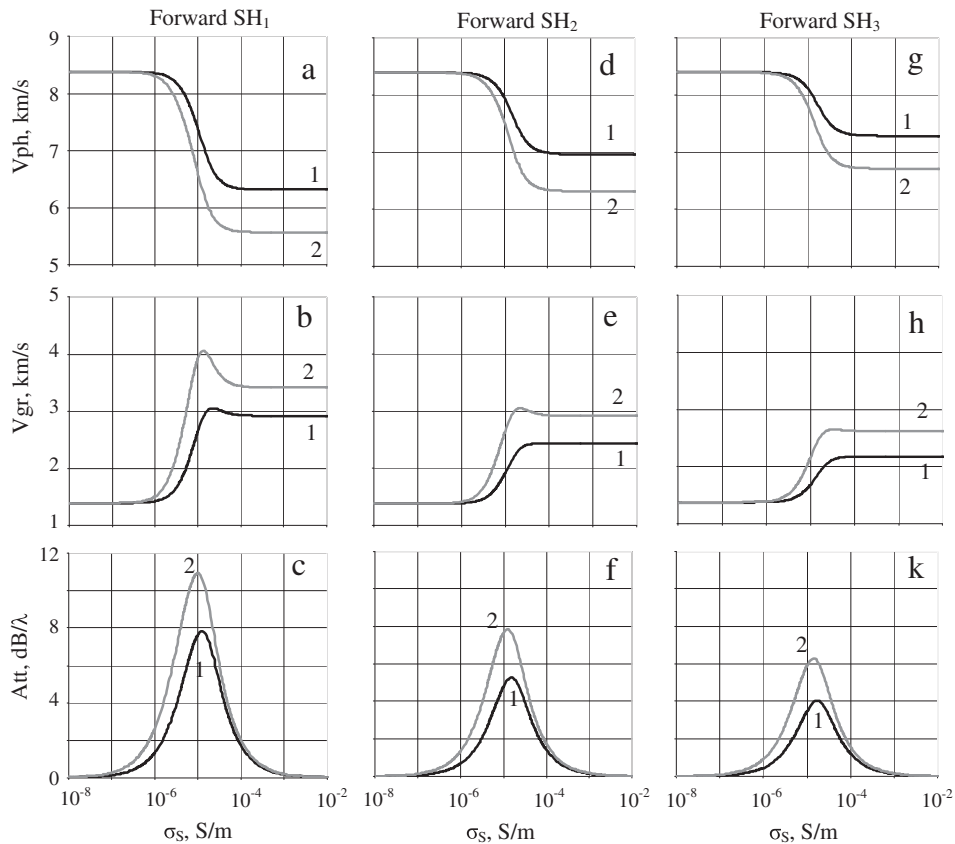 Forward SH₁ Forward SH₂ Forward SH₃
Vph, km/s
9
8
7
6
5
a
1
2
d
1
2
g
1
2
Vgr, km/s
5
4
3
2
1
b
2
1
e
2
1
h
2
1
Att, dB/λ
12
8
4
0
c
2
1
f
2
1
k
2
1
10⁻⁸ 10⁻⁶ 10⁻⁴ 10⁻² 10⁻⁸ 10⁻⁶ 10⁻⁴ 10⁻² 10⁻⁸ 10⁻⁶ 10⁻⁴ 10⁻²
σS, S/m σS, S/m σS, S/m